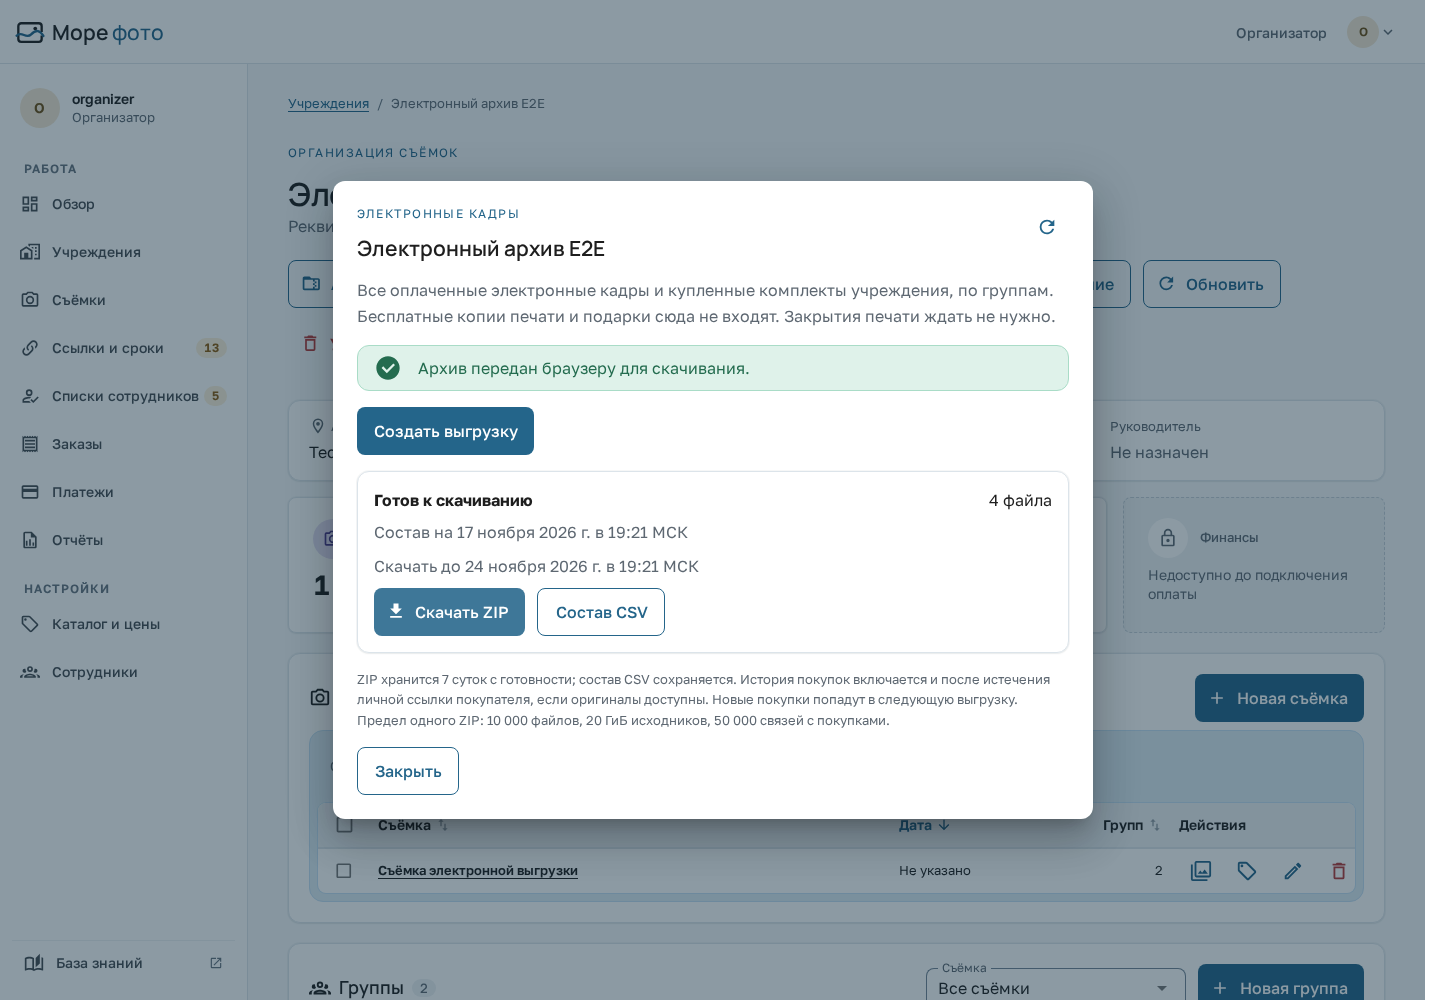 Море фото
Организатор
О
О
organizer
Организатор
РАБОТА
Обзор
Учреждения
Съёмки
Ссылки и сроки 13
Списки сотрудников 5
Заказы
Платежи
Отчёты
НАСТРОЙКИ
Каталог и цены
Сотрудники
База знаний
Учреждения / Электронный архив E2E
ОРГАНИЗАЦИЯ СЪЁМОК
Обновить
Руководитель
Не назначен
Финансы
Недоступно до подключения
оплаты
ЭЛЕКТРОННЫЕ КАДРЫ
Электронный архив E2E
Все оплаченные электронные кадры и купленные комплекты учреждения, по группам.
Бесплатные копии печати и подарки сюда не входят. Закрытия печати ждать не нужно.
Архив передан браузеру для скачивания.
Создать выгрузку
Готов к скачиванию 4 файла
Состав на 17 ноября 2026 г. в 19:21 МСК
Скачать до 24 ноября 2026 г. в 19:21 МСК
Скачать ZIP Состав CSV
ZIP хранится 7 суток с готовности; состав CSV сохраняется. История покупок включается и после истечения
личной ссылки покупателя, если оригиналы доступны. Новые покупки попадут в следующую выгрузку.
Предел одного ZIP: 10 000 файлов, 20 ГиБ исходников, 50 000 связей с покупками.
Закрыть
Новая съёмка
Съёмка Дата Групп Действия
Съёмка электронной выгрузки Не указано 2
Группы 2
Съёмка
Все съёмки
Новая группа